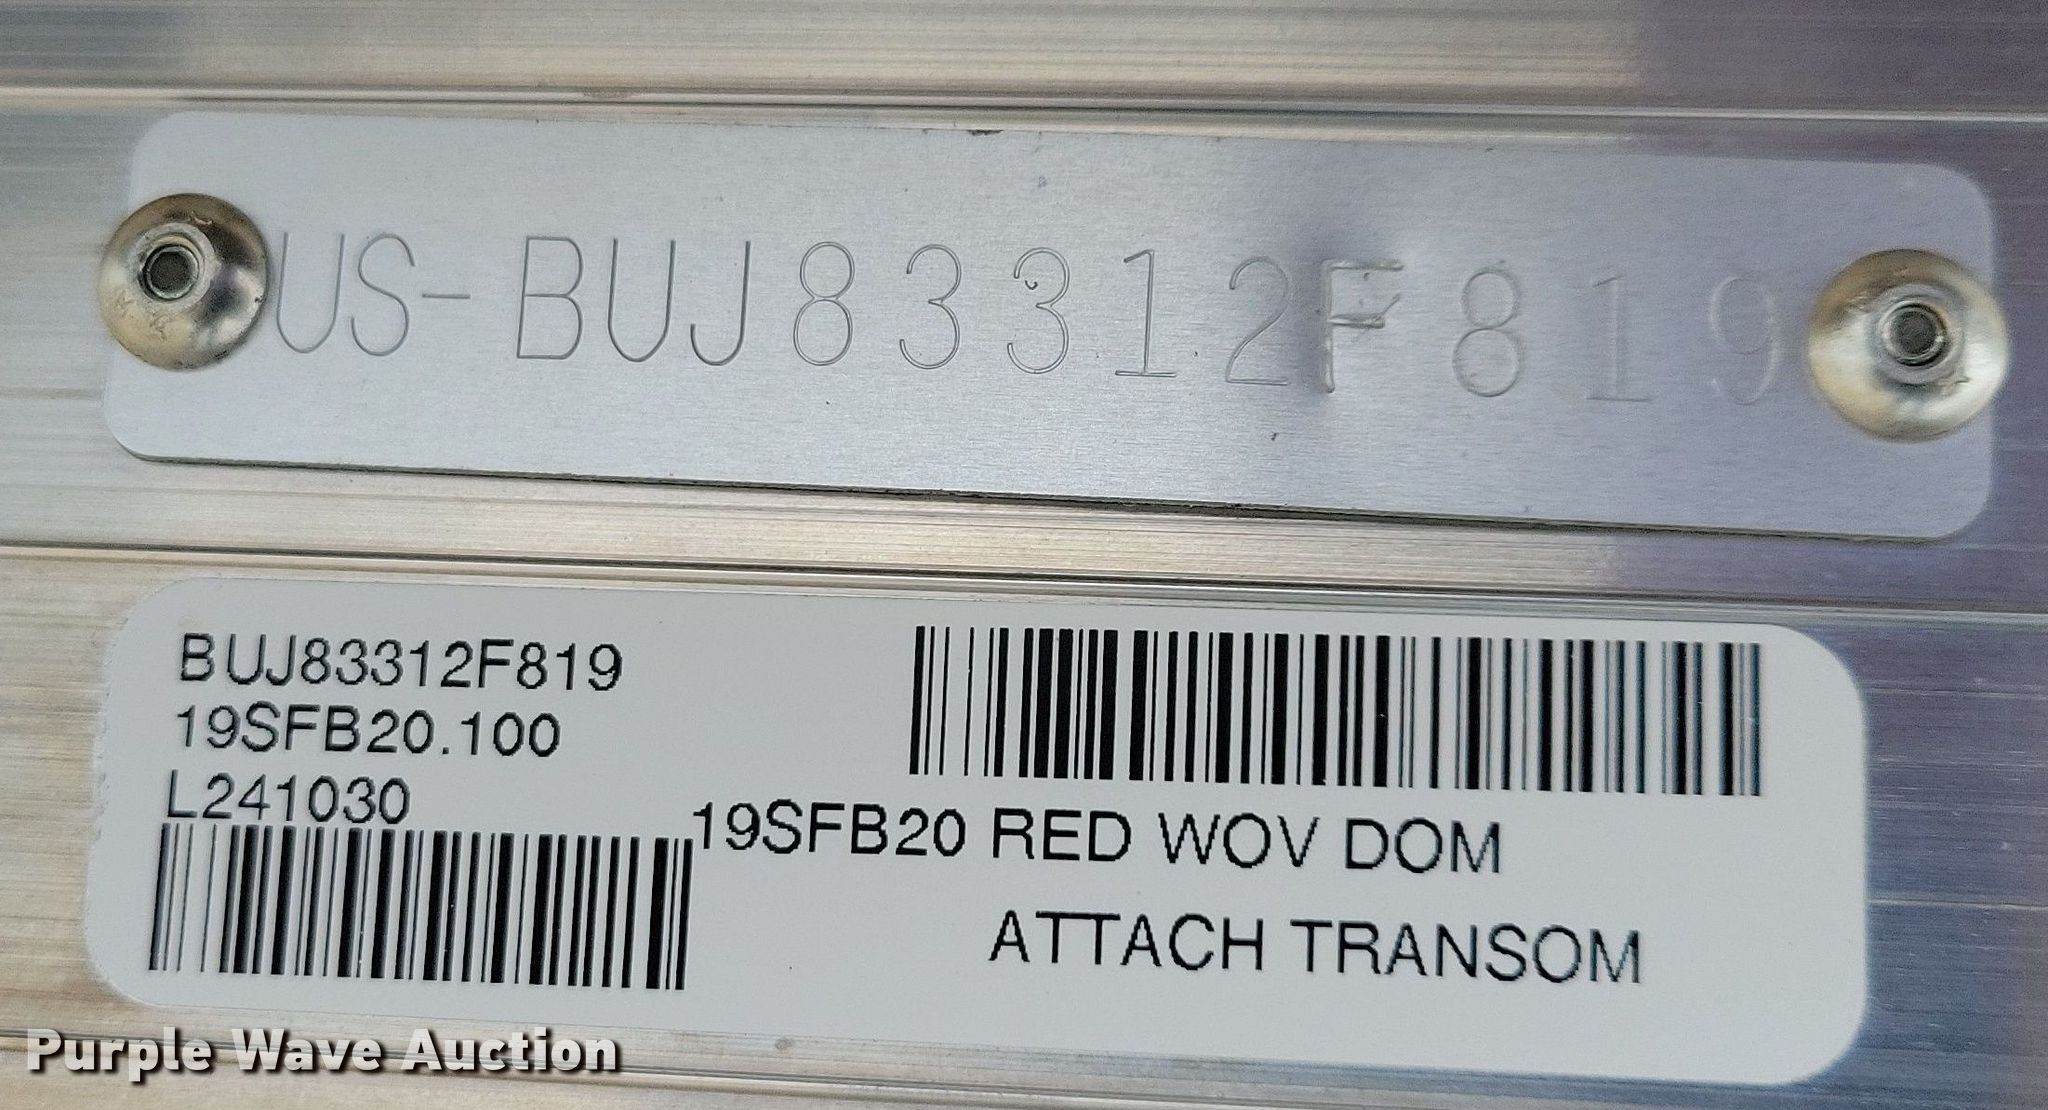 US-BUJ83312F819
BUJ83312F819
19SFB20.100
L241030
19SFB20 RED WOV DOM
ATTACH TRANSOM
Purple Wave Auction